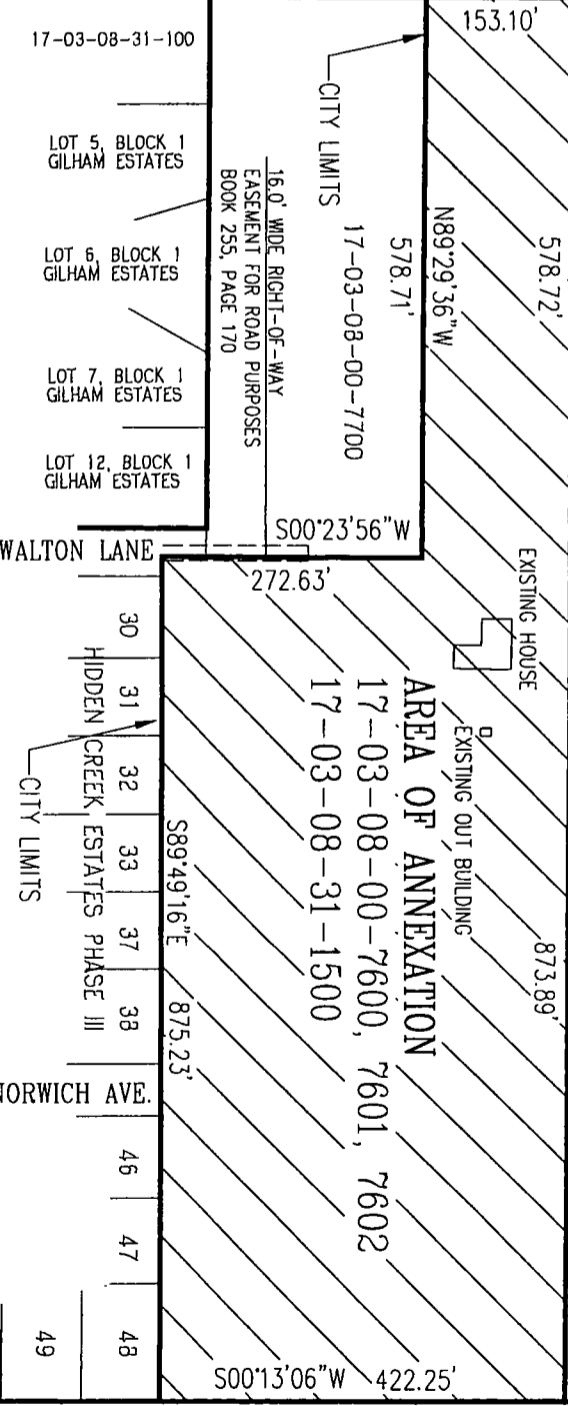 153.10'
CITY LIMITS
578.72'
N89°29'36"W
578.71'
17-03-08-00-7700
16.0' WIDE RIGHT-OF-WAY
EASEMENT FOR ROAD PURPOSES
BOOK 255, PAGE 170
17-03-08-31-100
LOT 5, BLOCK 1
GILHAM ESTATES
LOT 6, BLOCK 1
GILHAM ESTATES
LOT 7, BLOCK 1
GILHAM ESTATES
LOT 12, BLOCK 1
GILHAM ESTATES
S00°23'56"W
WALTON LANE
272.63'
EXISTING HOUSE
EXISTING OUT BUILDING
873.89'
AREA OF ANNEXATION
17-03-08-00-7600, 7601, 7602
17-03-08-31-1500
S89°49'16"E 875.23'
30
31
32
33
37
38
HIDDEN CREEK ESTATES PHASE III
CITY LIMITS
NORWICH AVE.
46
47
48
49
S00°13'06"W 422.25'